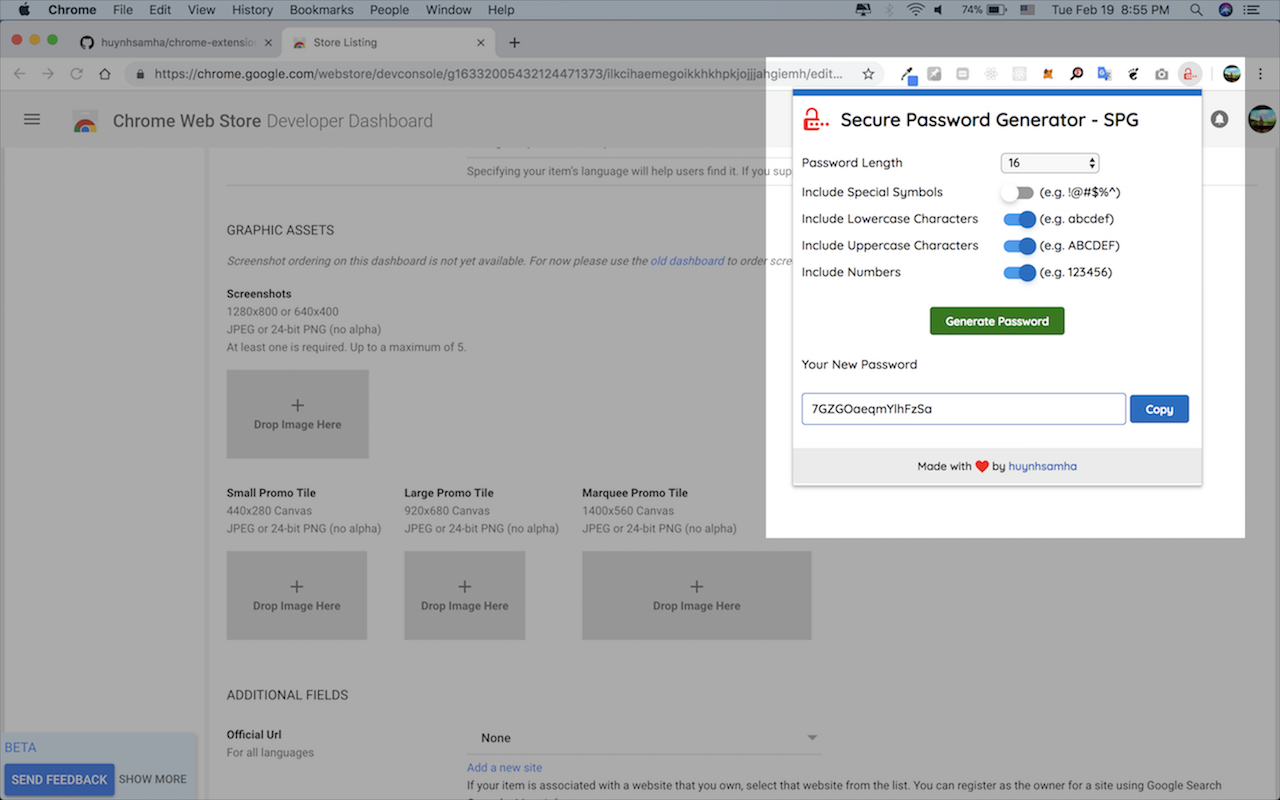 Chrome File Edit View History Bookmarks People Window Help 74% Tue Feb 19 8:55 PM
huynhsamha/chrome-extensio Store Listing
https://chrome.google.com/webstore/devconsole/g16332005432124471373/ilkcihaemegoikkhkhpkjojjjahgiemh/edit...
Chrome Web Store Developer Dashboard
Specifying your item's language will help users find it. If you sup
GRAPHIC ASSETS
Screenshot ordering on this dashboard is not yet available. For now please use the old dashboard to order scre
Screenshots
1280x800 or 640x400
JPEG or 24-bit PNG (no alpha)
At least one is required. Up to a maximum of 5.
Drop Image Here
Small Promo Tile
440x280 Canvas
JPEG or 24-bit PNG (no alpha)
Drop Image Here
Large Promo Tile
920x680 Canvas
JPEG or 24-bit PNG (no alpha)
Drop Image Here
Marquee Promo Tile
1400x560 Canvas
JPEG or 24-bit PNG (no alpha)
Drop Image Here
ADDITIONAL FIELDS
Official Url
For all languages
None
Add a new site
If your item is associated with a website that you own, select that website from the list. You can register as the owner for a site using Google Search
BETA
SEND FEEDBACK SHOW MORE
Secure Password Generator - SPG
Password Length 16
Include Special Symbols (e.g. !@#$%^)
Include Lowercase Characters (e.g. abcdef)
Include Uppercase Characters (e.g. ABCDEF)
Include Numbers (e.g. 123456)
Generate Password
Your New Password
7GZGOaeqmYlhFzSa Copy
Made with ❤️ by huynhsamha